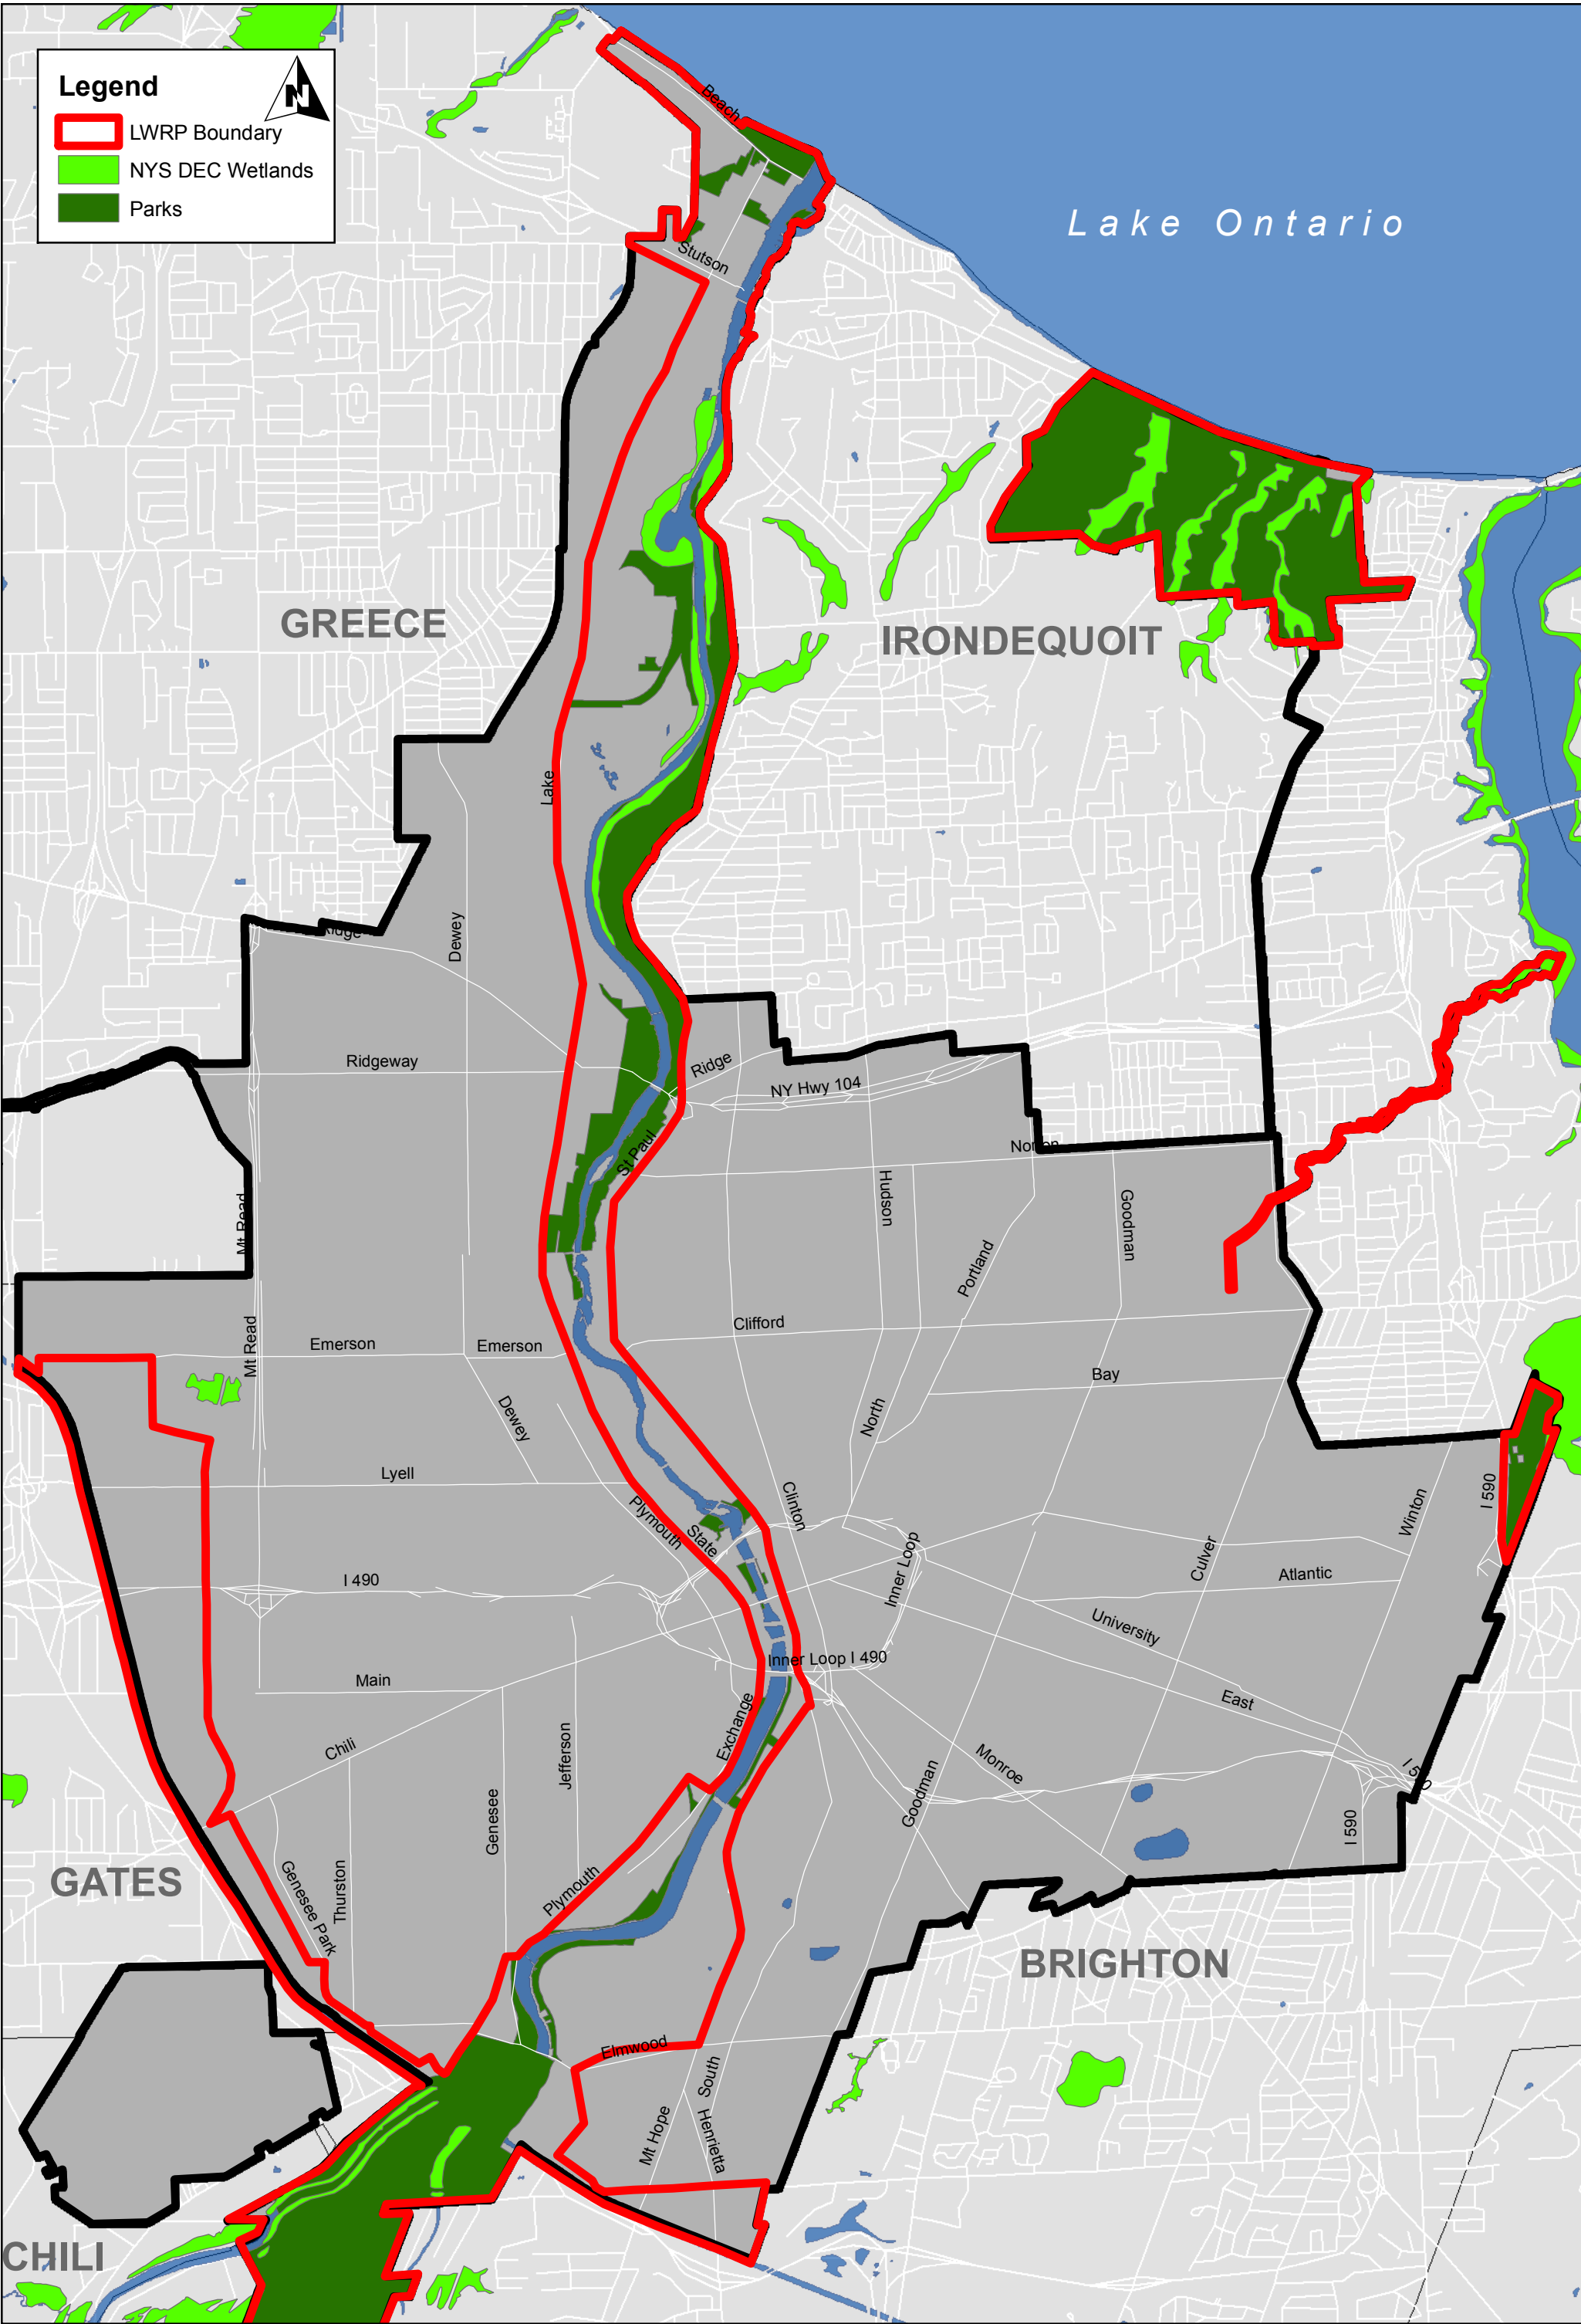 Legend
N
LWRP Boundary
NYS DEC Wetlands
Parks
Beach
Lake Ontario
Stutson
GREECE
IRONDEQUOIT
Lake
Dewey
Ridge
Ridgeway
Ridge
NY Hwy 104
St Paul
Norton
Mt Read
Hudson
Goodman
Portland
Mt Read
Emerson
Emerson
Clifford
Bay
Dewey
North
Lyell
Plymouth
State
Clinton
I 590
Winton
Inner Loop
Culver
Atlantic
I 490
University
Main
Inner Loop I 490
East
Exchange
Chili
Jefferson
Monroe
Goodman
I 590
Genesee
I 590
GATES
Genesee Park
Thurston
Plymouth
BRIGHTON
Elmwood
South
Mt Hope
Henrietta
CHILI